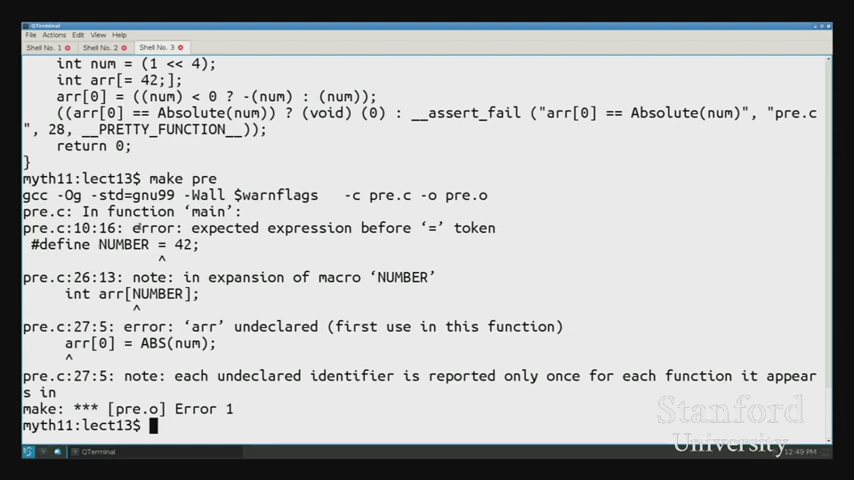 QTerminal
File Actions Edit View Help
Shell No. 1 Shell No. 2 Shell No. 3
int num = (1 << 4);
int arr[= 42;];
arr[0] = ((num) < 0 ? -(num) : (num));
((arr[0] == Absolute(num)) ? (void) (0) : __assert_fail ("arr[0] == Absolute(num)", "pre.c
", 28, __PRETTY_FUNCTION__));
return 0;
}
myth11:lect13$ make pre
gcc -Og -std=gnu99 -Wall $warnflags -c pre.c -o pre.o
pre.c: In function ‘main’:
pre.c:10:16: error: expected expression before ‘=’ token
#define NUMBER = 42;
^
pre.c:26:13: note: in expansion of macro ‘NUMBER’
int arr[NUMBER];
^
pre.c:27:5: error: ‘arr’ undeclared (first use in this function)
arr[0] = ABS(num);
^
pre.c:27:5: note: each undeclared identifier is reported only once for each function it appear
s in
make: *** [pre.o] Error 1
myth11:lect13$
Stanford
University
QTerminal
12:49 PM